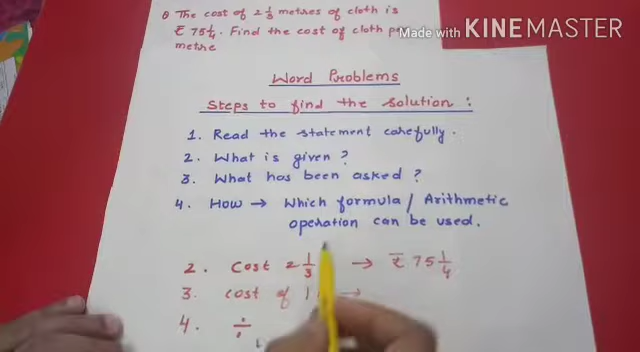 Q The cost of 2 1/3 metres of cloth is
₹ 75 1/4. Find the cost of cloth per
metre
Made with KINEMASTER
Word Problems
Steps to find the solution:
1. Read the statement carefully.
2. What is given?
3. What has been asked?
4. How → Which formula / Arithmetic
operation can be used.
2. Cost 2 1/3 → ₹ 75 1/4
3. cost of 1 →
4. ÷